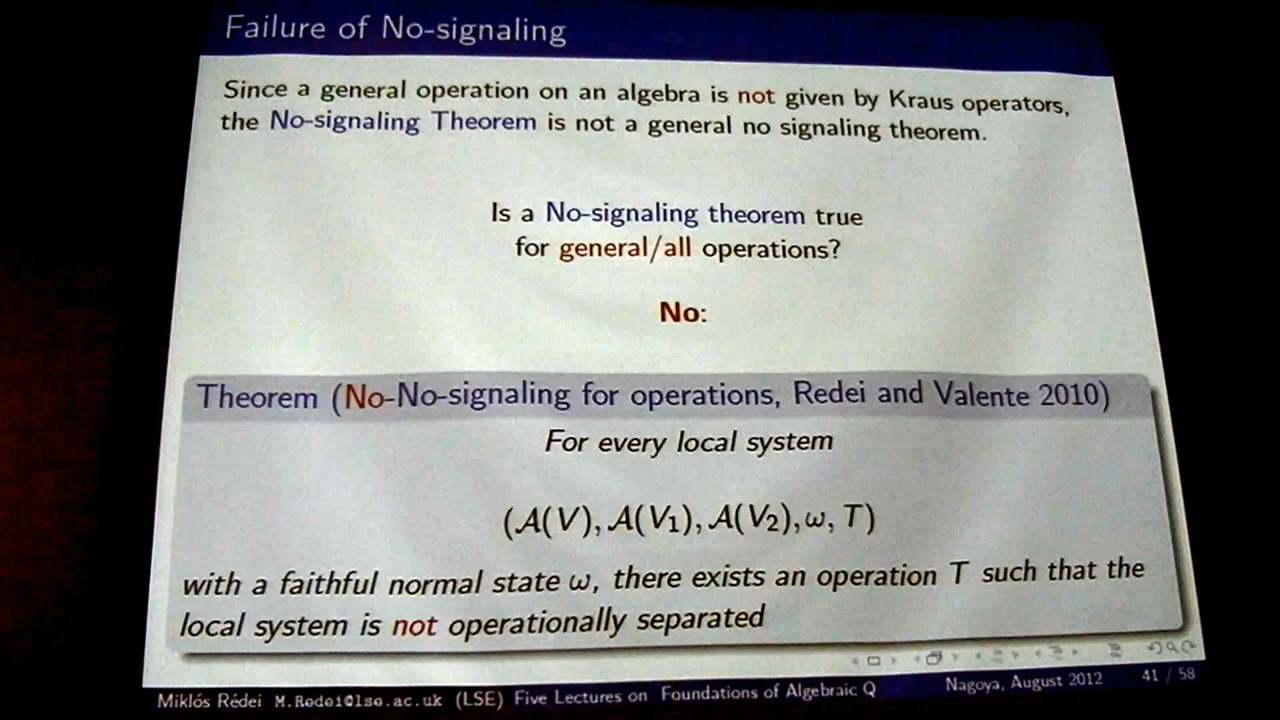 Failure of No-signaling
Since a general operation on an algebra is not given by Kraus operators,
the No-signaling Theorem is not a general no signaling theorem.
Is a No-signaling theorem true
for general/all operations?
No:
Theorem (No-No-signaling for operations, Redei and Valente 2010)
For every local system
(𝒜(V), 𝒜(V₁), 𝒜(V₂), ω, T)
with a faithful normal state ω, there exists an operation T such that the
local system is not operationally separated
Miklós Rédei M.Redei@lse.ac.uk (LSE) Five Lectures on Foundations of Algebraic Q Nagoya, August 2012 41 / 58